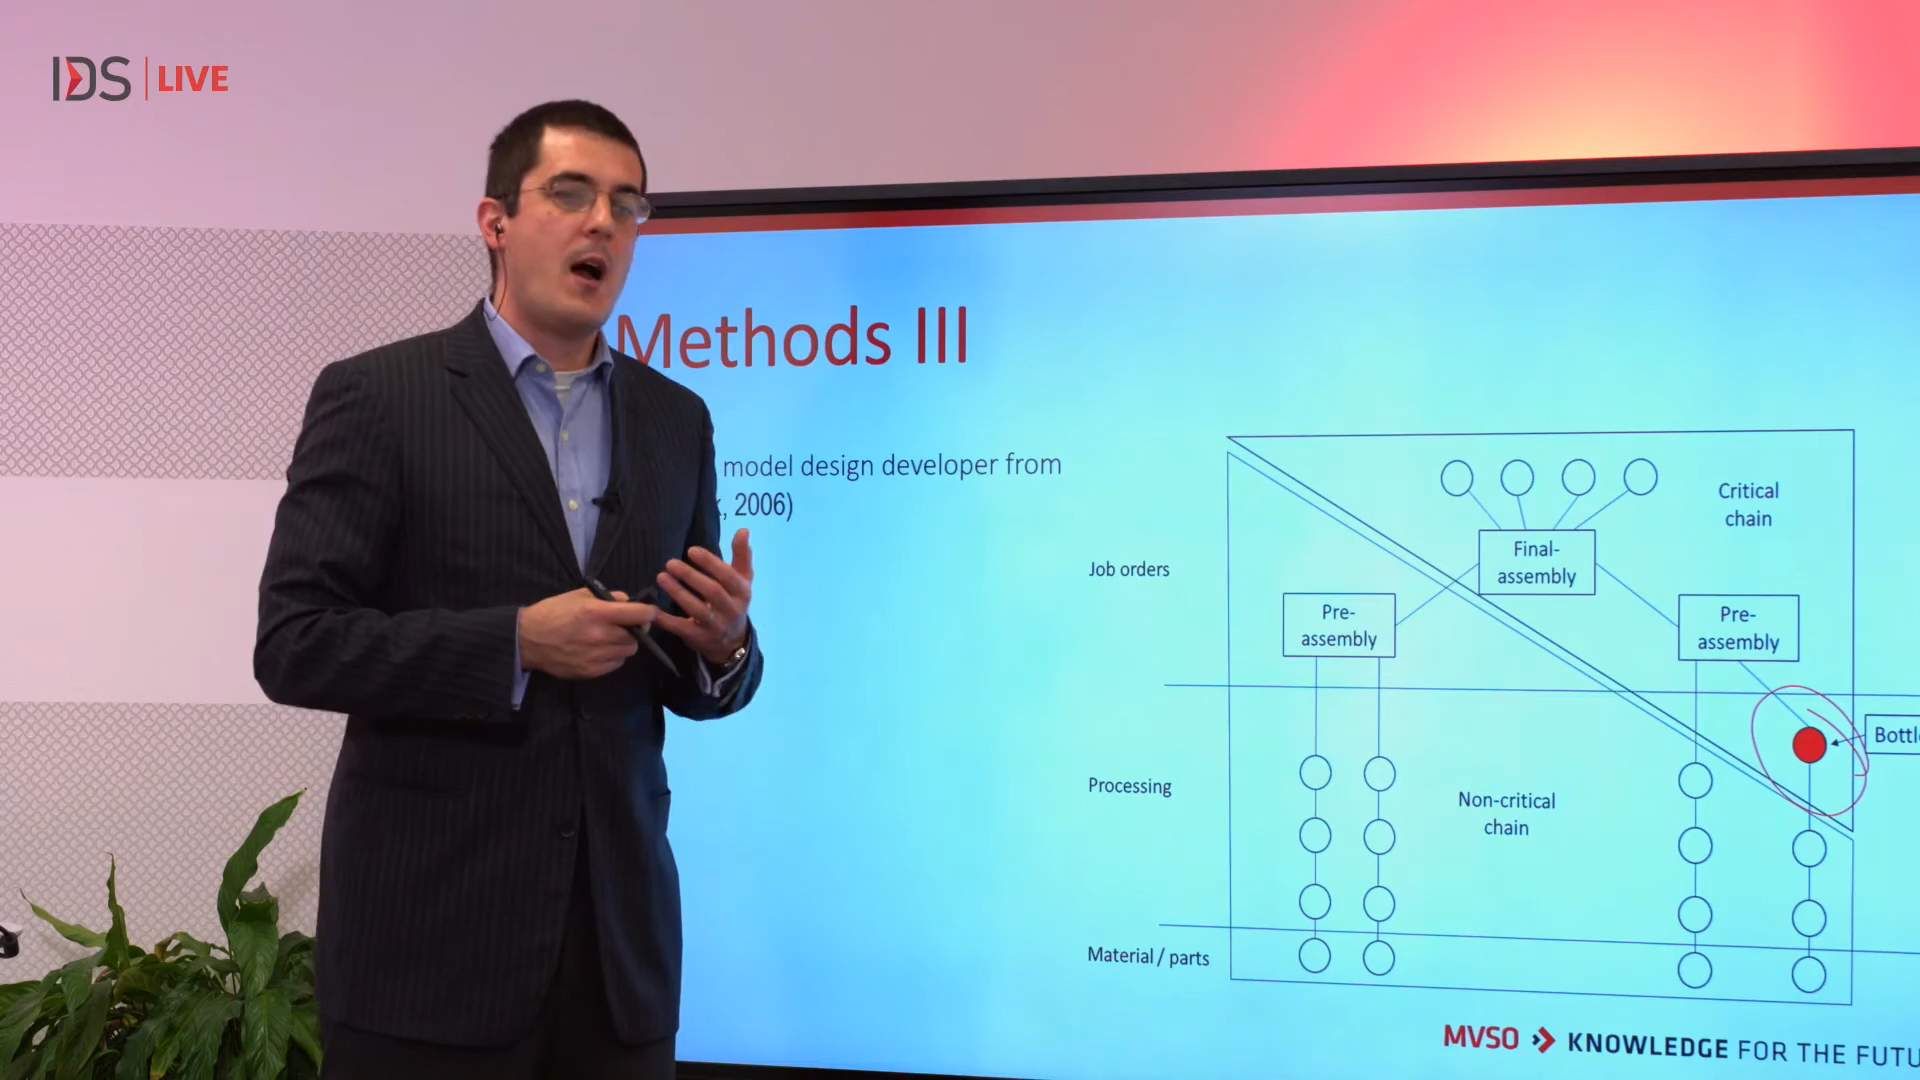 IDS | LIVE
Methods III
model design developer from
, 2006)
Critical
chain
Final-
assembly
Job orders
Pre-
assembly
Pre-
assembly
Processing
Non-critical
chain
Material / parts
MVSO KNOWLEDGE FOR THE